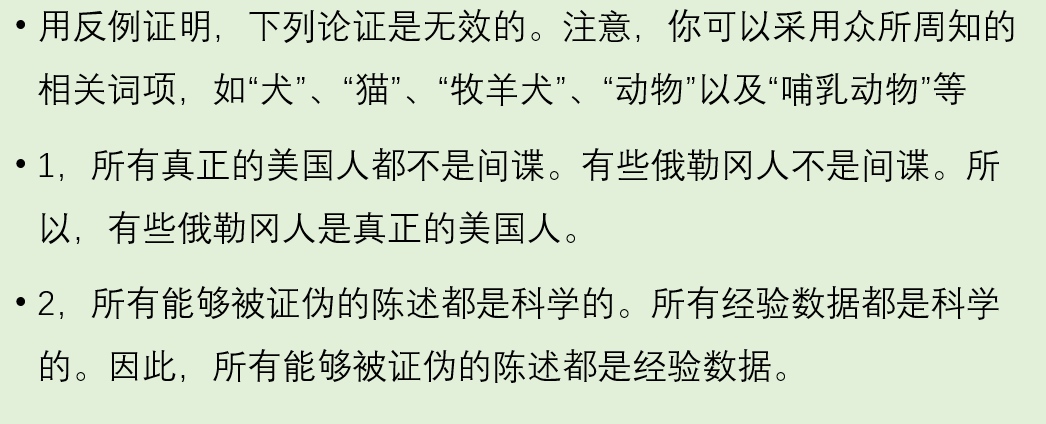 • 用反例证明，下列论证是无效的。注意，你可以采用众所周知的
相关词项，如“犬”、“猫”、“牧羊犬”、“动物”以及“哺乳动物”等
• 1，所有真正的美国人都不是间谍。有些俄勒冈人不是间谍。所
以，有些俄勒冈人是真正的美国人。
• 2，所有能够被证伪的陈述都是科学的。所有经验数据都是科学
的。因此，所有能够被证伪的陈述都是经验数据。